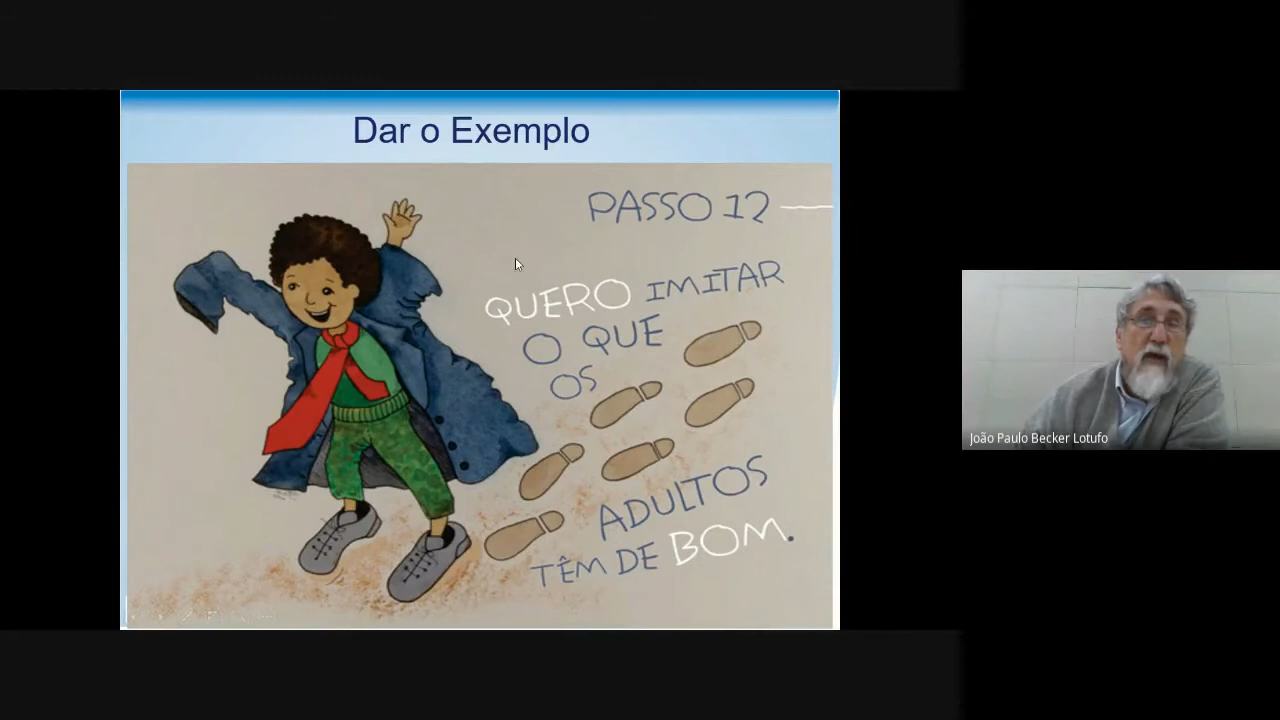 Dar o Exemplo
PASSO 12
QUERO IMITAR
O QUE
OS
ADULTOS
TÊM DE BOM.
João Paulo Becker Lotufo